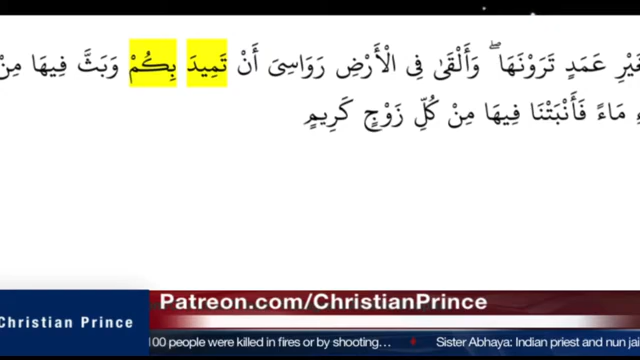 غَيْرِ عَمَدٍ تَرَوْنَهَا ۖ وَأَلْقَىٰ فِى الْأَرْضِ رَوَاسِىَ أَنْ تَمِيدَ بِكُمْ وَبَثَّ فِيهَا مِنْ
مَاءً فَأَنْبَتْنَا فِيهَا مِنْ كُلِّ زَوْجٍ كَرِيمٍ
Patreon.com/ChristianPrince
Christian Prince
100 people were killed in fires or by shooting… Sister Abhaya: Indian priest and nun jai